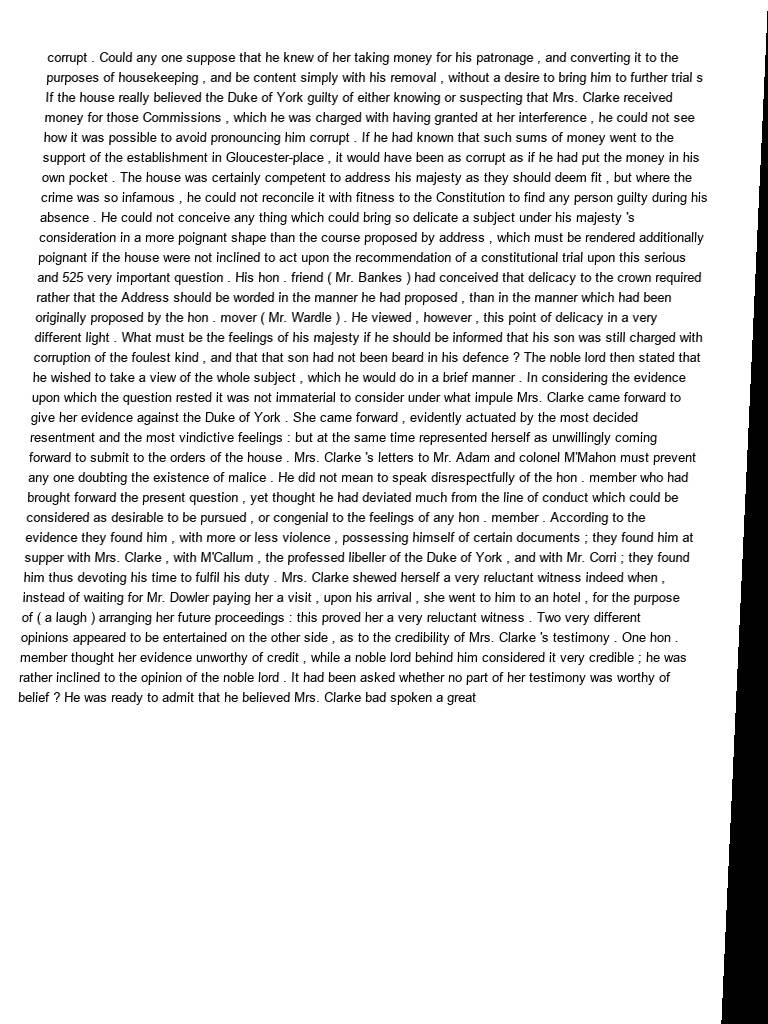 corrupt . Could any one suppose that he knew of her taking money for his patronage , and converting it to the
purposes of housekeeping , and be content simply with his removal , without a desire to bring him to further trial s
If the house really believed the Duke of York guilty of either knowing or suspecting that Mrs. Clarke received
money for those Commissions , which he was charged with having granted at her interference , he could not see
how it was possible to avoid pronouncing him corrupt . If he had known that such sums of money went to the
support of the establishment in Gloucester-place , it would have been as corrupt as if he had put the money in his
own pocket . The house was certainly competent to address his majesty as they should deem fit , but where the
crime was so infamous , he could not reconcile it with fitness to the Constitution to find any person guilty during his
absence . He could not conceive any thing which could bring so delicate a subject under his majesty 's
consideration in a more poignant shape than the course proposed by address , which must be rendered additionally
poignant if the house were not inclined to act upon the recommendation of a constitutional trial upon this serious
and 525 very important question . His hon . friend ( Mr. Bankes ) had conceived that delicacy to the crown required
rather that the Address should be worded in the manner he had proposed , than in the manner which had been
originally proposed by the hon . mover ( Mr. Wardle ) . He viewed , however , this point of delicacy in a very
different light . What must be the feelings of his majesty if he should be informed that his son was still charged with
corruption of the foulest kind , and that that son had not been beard in his defence ? The noble lord then stated that
he wished to take a view of the whole subject , which he would do in a brief manner . In considering the evidence
upon which the question rested it was not immaterial to consider under what impule Mrs. Clarke came forward to
give her evidence against the Duke of York . She came forward , evidently actuated by the most decided
resentment and the most vindictive feelings : but at the same time represented herself as unwillingly coming
forward to submit to the orders of the house . Mrs. Clarke 's letters to Mr. Adam and colonel M'Mahon must prevent
any one doubting the existence of malice . He did not mean to speak disrespectfully of the hon . member who had
brought forward the present question , yet thought he had deviated much from the line of conduct which could be
considered as desirable to be pursued , or congenial to the feelings of any hon . member . According to the
evidence they found him , with more or less violence , possessing himself of certain documents ; they found him at
supper with Mrs. Clarke , with M'Callum , the professed libeller of the Duke of York , and with Mr. Corri ; they found
him thus devoting his time to fulfil his duty . Mrs. Clarke shewed herself a very reluctant witness indeed when ,
instead of waiting for Mr. Dowler paying her a visit , upon his arrival , she went to him to an hotel , for the purpose
of ( a laugh ) arranging her future proceedings : this proved her a very reluctant witness . Two very different
opinions appeared to be entertained on the other side , as to the credibility of Mrs. Clarke 's testimony . One hon .
member thought her evidence unworthy of credit , while a noble lord behind him considered it very credible ; he was
rather inclined to the opinion of the noble lord . It had been asked whether no part of her testimony was worthy of
belief ? He was ready to admit that he believed Mrs. Clarke bad spoken a great